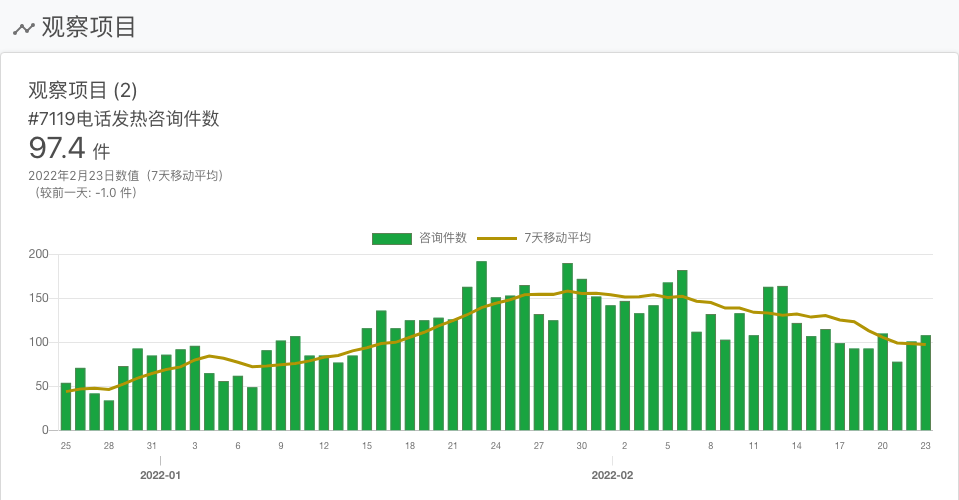 观察项目
观察项目 (2)
#7119电话发热咨询件数
97.4 件
2022年2月23日数值（7天移动平均）
（较前一天: -1.0 件）
咨询件数 7天移动平均
200
150
100
50
0
25 28 31 3 6 9 12 15 18 21 24 27 30 2 5 8 11 14 17 20 23
2022-01 2022-02